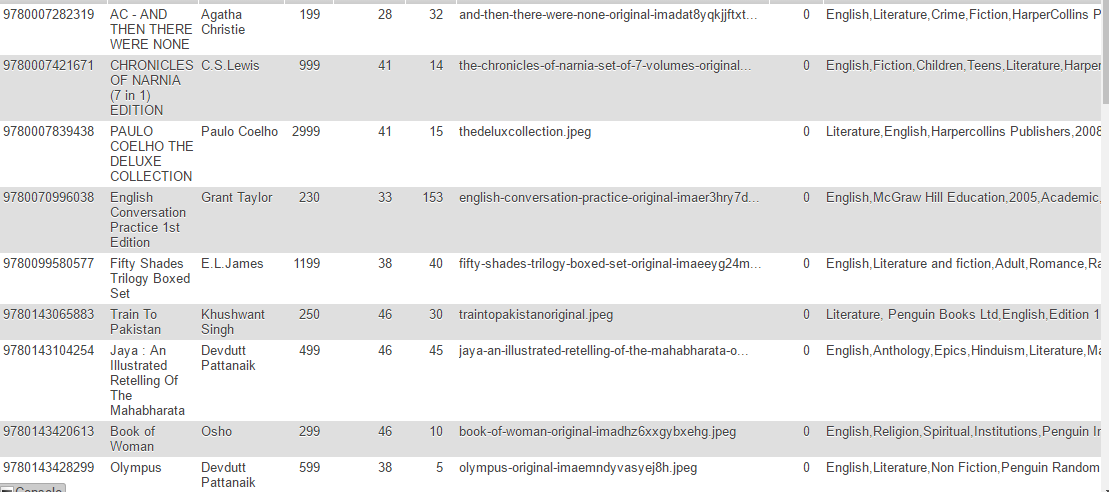 9780007282319 AC - AND Agatha 199 28 32 and-then-there-were-none-original-imadat8yqkjjftxt... 0 English,Literature,Crime,Fiction,HarperCollins P
THEN THERE Christie
WERE NONE
9780007421671 CHRONICLES C.S.Lewis 999 41 14 the-chronicles-of-narnia-set-of-7-volumes-original... 0 English,Fiction,Children,Teens,Literature,Harper
OF NARNIA
(7 in 1)
EDITION
9780007839438 PAULO Paulo Coelho 2999 41 15 thedeluxcollection.jpeg 0 Literature,English,Harpercollins Publishers,2008
COELHO THE
DELUXE
COLLECTION
9780070996038 English Grant Taylor 230 33 153 english-conversation-practice-original-imaer3hry7d... 0 English,McGraw Hill Education,2005,Academic,
Conversation
Practice 1st
Edition
9780099580577 Fifty Shades E.L.James 1199 38 40 fifty-shades-trilogy-boxed-set-original-imaeeyg24m... 0 English,Literature and fiction,Adult,Romance,Ra
Trilogy Boxed
Set
9780143065883 Train To Khushwant 250 46 30 traintopakistanoriginal.jpeg 0 Literature, Penguin Books Ltd,English,Edition 1
Pakistan Singh
9780143104254 Jaya : An Devdutt 499 46 45 jaya-an-illustrated-retelling-of-the-mahabharata-o... 0 English,Anthology,Epics,Hinduism,Literature,Ma
Illustrated Pattanaik
Retelling Of
The
Mahabharata
9780143420613 Book of Osho 299 46 10 book-of-woman-original-imadhz6xxgybxehg.jpeg 0 English,Religion,Spiritual,Institutions,Penguin In
Woman
9780143428299 Olympus Devdutt 599 38 5 olympus-original-imaemndyvasyej8h.jpeg 0 English,Literature,Non Fiction,Penguin Random
Pattanaik
Console